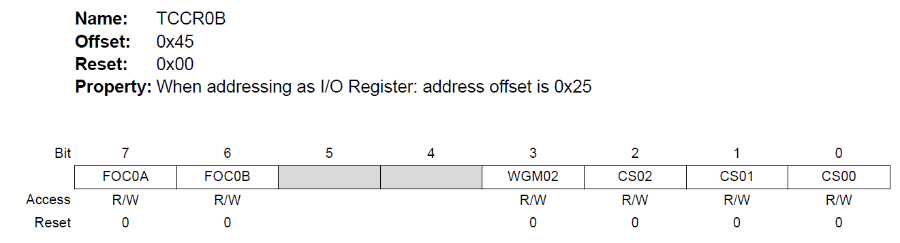 Name: TCCR0B
Offset: 0x45
Reset: 0x00
Property: When addressing as I/O Register: address offset is 0x25
Bit 7 6 5 4 3 2 1 0
FOC0A FOC0B WGM02 CS02 CS01 CS00
Access R/W R/W R/W R/W R/W R/W
Reset 0 0 0 0 0 0